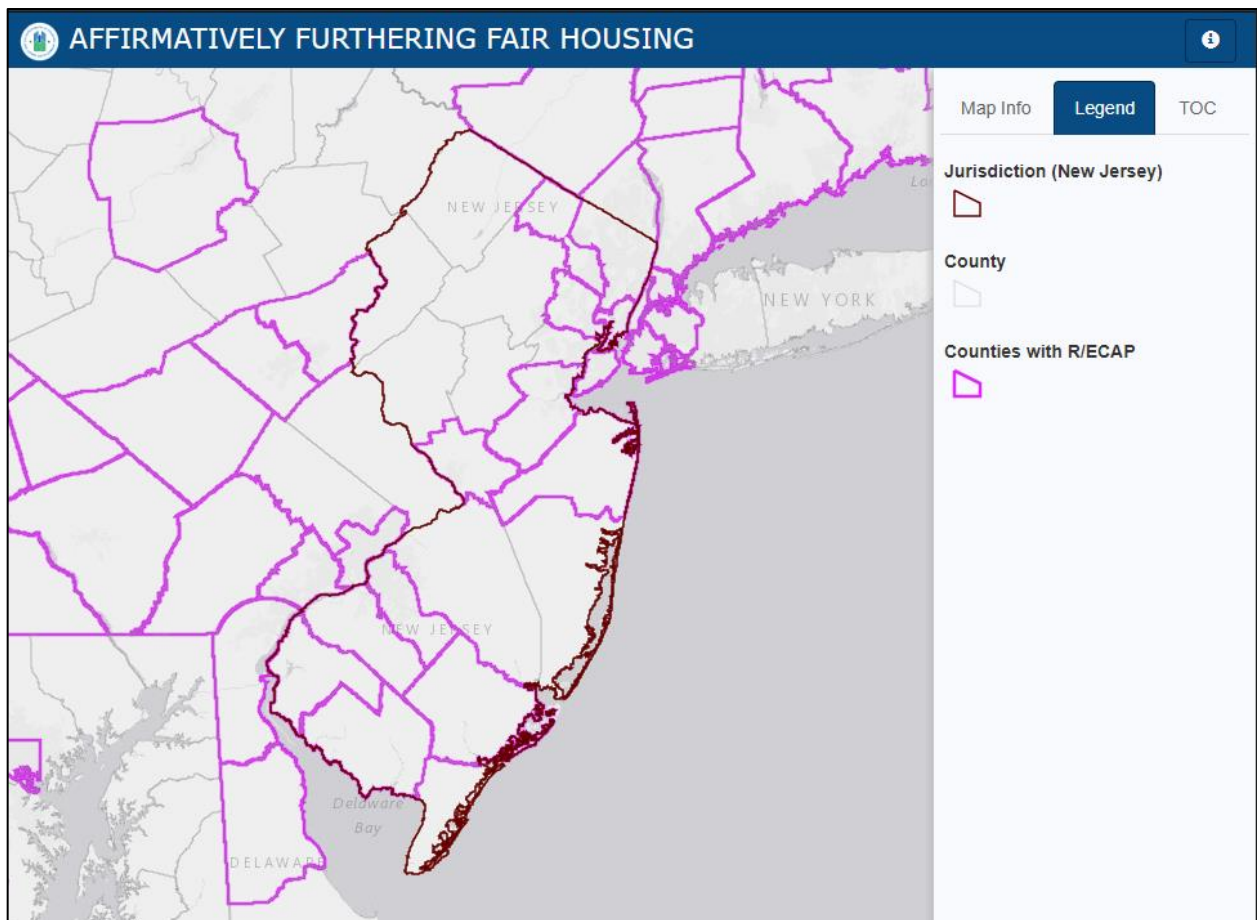 AFFIRMATIVELY FURTHERING FAIR HOUSING
Map Info
Legend
TOC
Jurisdiction (New Jersey)
County
Counties with R/ECAP
NEW JERSEY
NEW YORK
NEW JERSEY
Delaware
Bay
DELAWARE